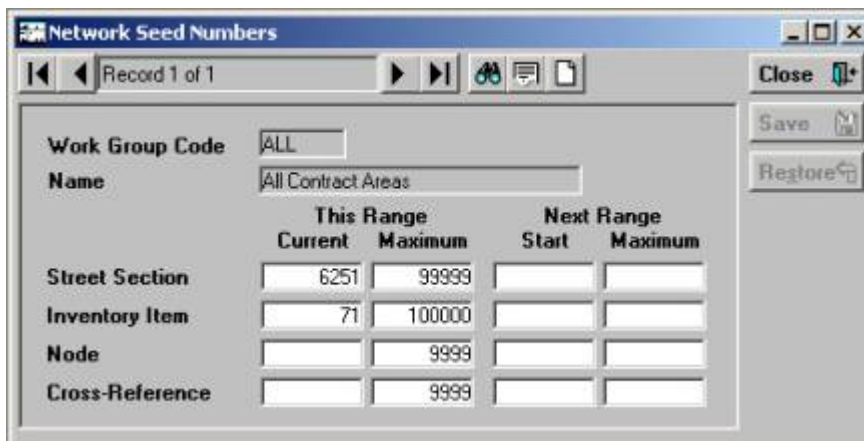 Network Seed Numbers
Record 1 of 1
Close
Save
Restore
Work Group Code ALL
Name All Contract Areas
This Range Next Range
Current Maximum Start Maximum
Street Section 6251 99999
Inventory Item 71 100000
Node 9999
Cross-Reference 9999